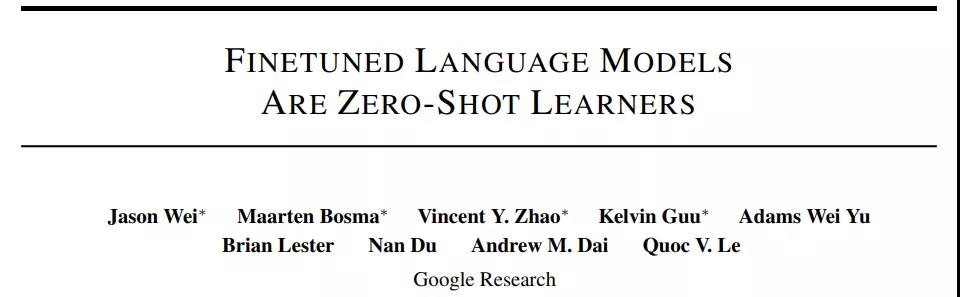 FINETUNED LANGUAGE MODELS
ARE ZERO-SHOT LEARNERS
Jason Wei* Maarten Bosma* Vincent Y. Zhao* Kelvin Guu* Adams Wei Yu
Brian Lester Nan Du Andrew M. Dai Quoc V. Le
Google Research